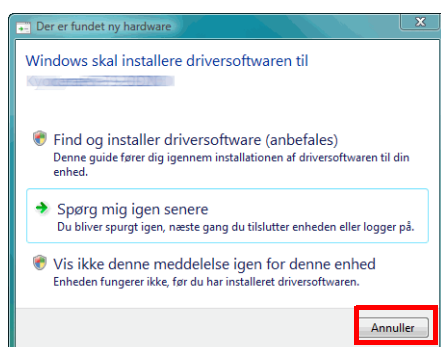 Der er fundet ny hardware
Windows skal installere driversoftwaren til
Find og installer driversoftware (anbefales)
Denne guide fører dig igennem installationen af driversoftwaren til din
enhed.
Spørg mig igen senere
Du bliver spurgt igen, næste gang du tilslutter enheden eller logger på.
Vis ikke denne meddelelse igen for denne enhed
Enheden fungerer ikke, før du har installeret driversoftwaren.
Annuller